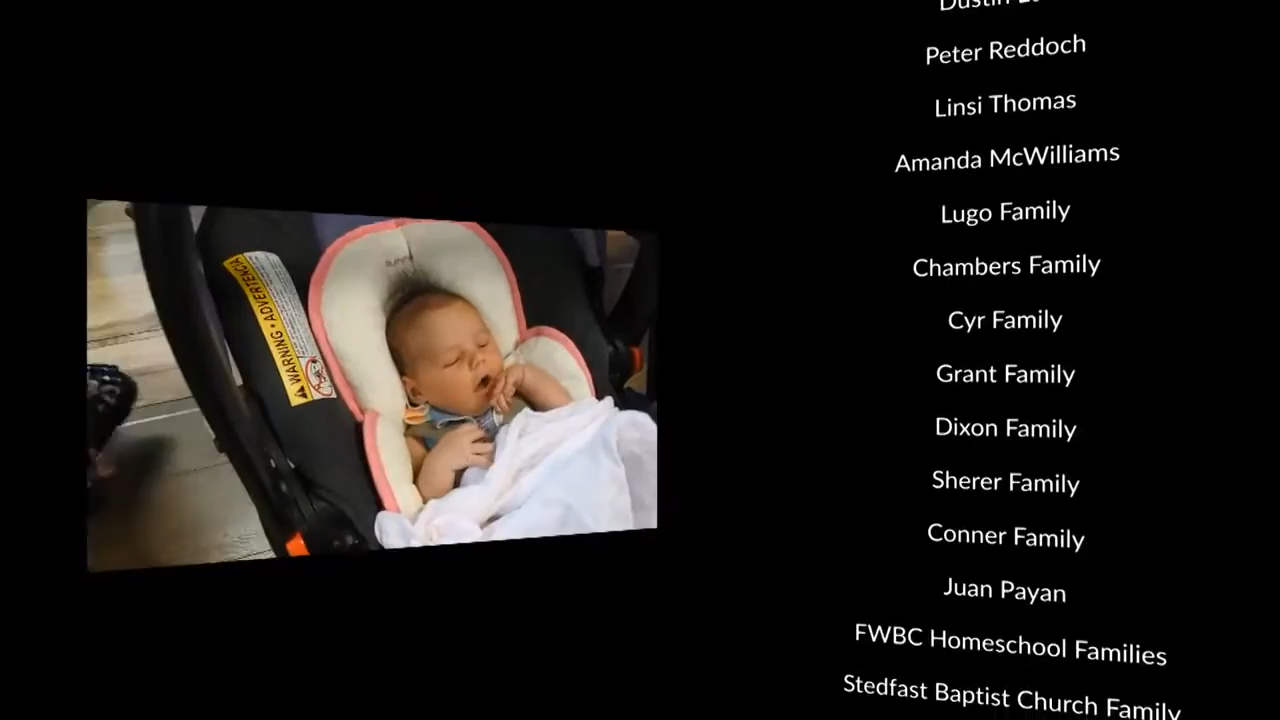 Dustin
Peter Reddoch
Linsi Thomas
Amanda McWilliams
Lugo Family
Chambers Family
Cyr Family
Grant Family
Dixon Family
Sherer Family
Conner Family
Juan Payan
FWBC Homeschool Families
Stedfast Baptist Church Family
WARNING • ADVERTENCIA